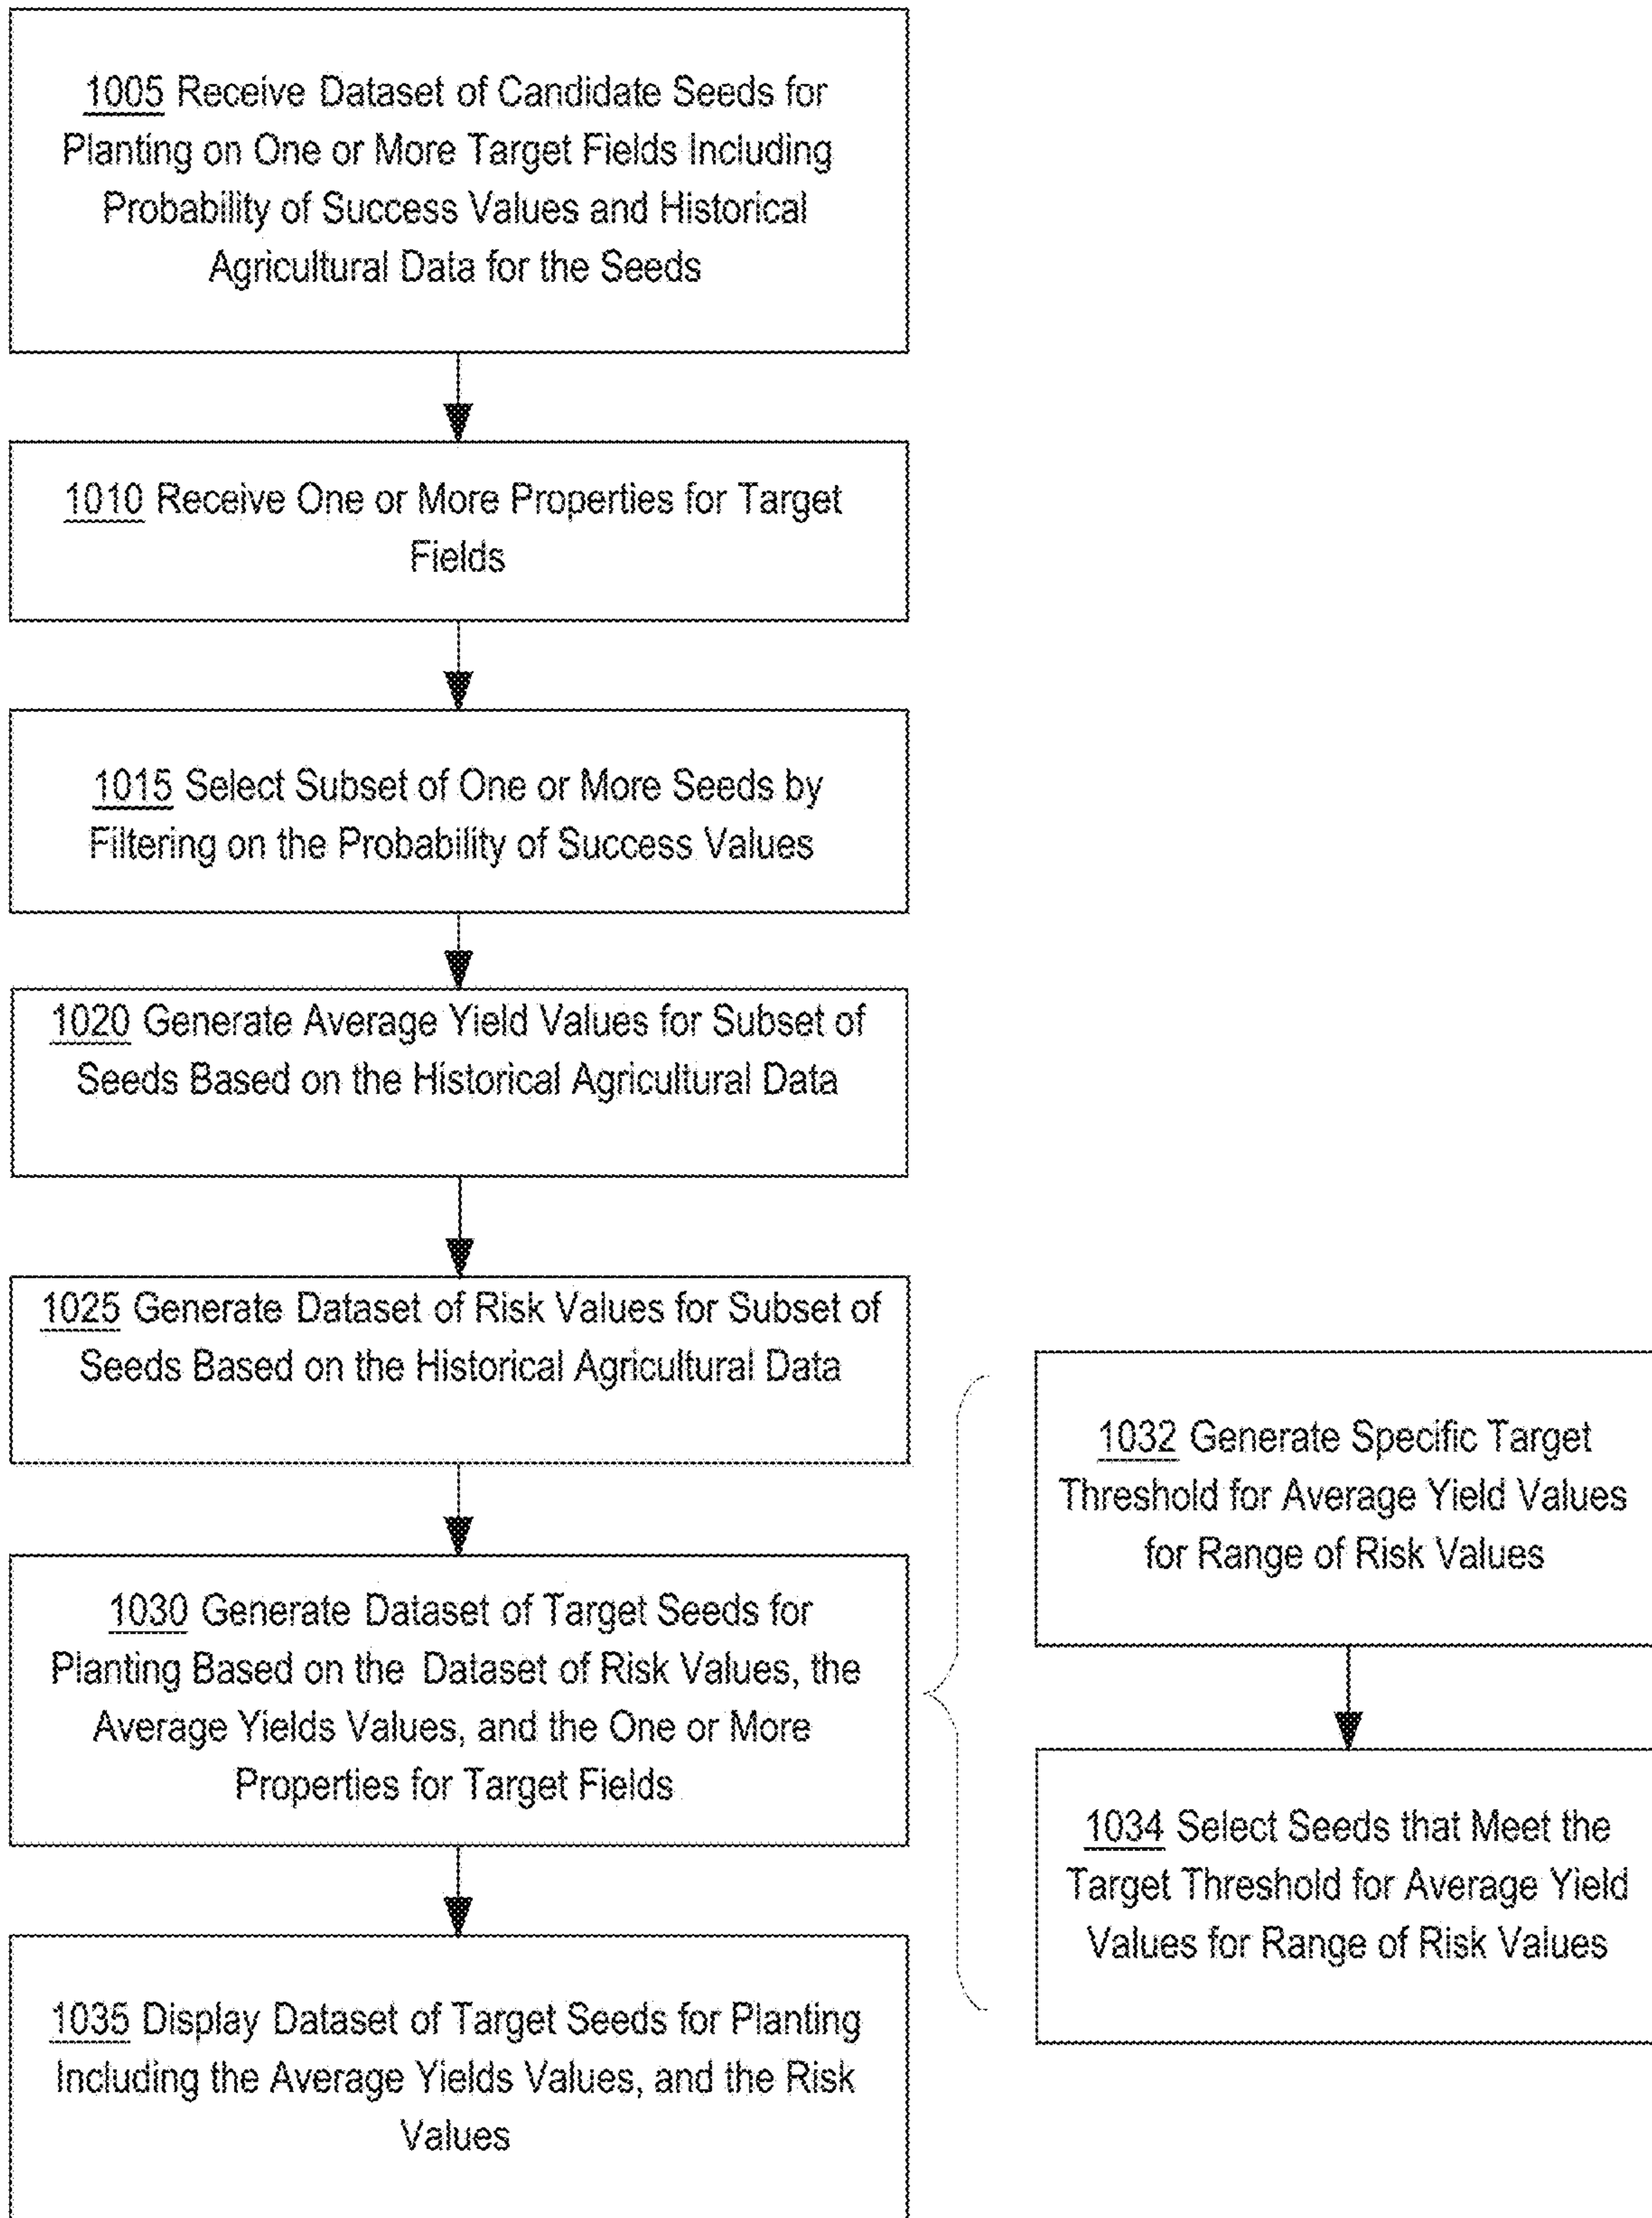 1005 Receive Dataset of Candidate Seeds for
Planting on One or More Target Fields Including
Probability of Success Values and Historical
Agricultural Data for the Seeds
1010 Receive One or More Properties for Target
Fields
1015 Select Subset of One or More Seeds by
Filtering on the Probability of Success Values
1020 Generate Average Yield Values for Subset of
Seeds Based on the Historical Agricultural Data
1025 Generate Dataset of Risk Values for Subset of
Seeds Based on the Historical Agricultural Data
1030 Generate Dataset of Target Seeds for
Planting Based on the Dataset of Risk Values, the
Average Yields Values, and the One or More
Properties for Target Fields
1032 Generate Specific Target
Threshold for Average Yield Values
for Range of Risk Values
1034 Select Seeds that Meet the
Target Threshold for Average Yield
Values for Range of Risk Values
1035 Display Dataset of Target Seeds for Planting
Including the Average Yields Values, and the Risk
Values